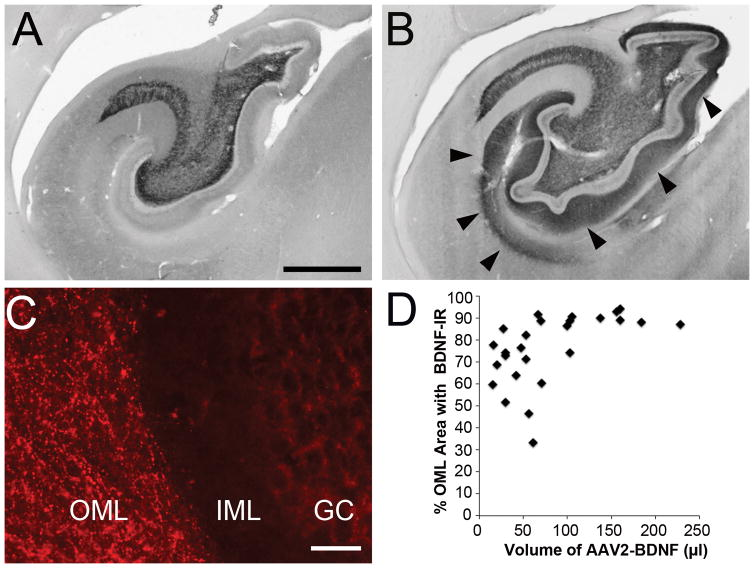 A
B
C
OML
IML
GC
D
% OML Area with BDNF-IR
100
90
80
70
60
50
40
30
20
10
0
0 50 100 150 200 250
Volume of AAV2-BDNF (µl)